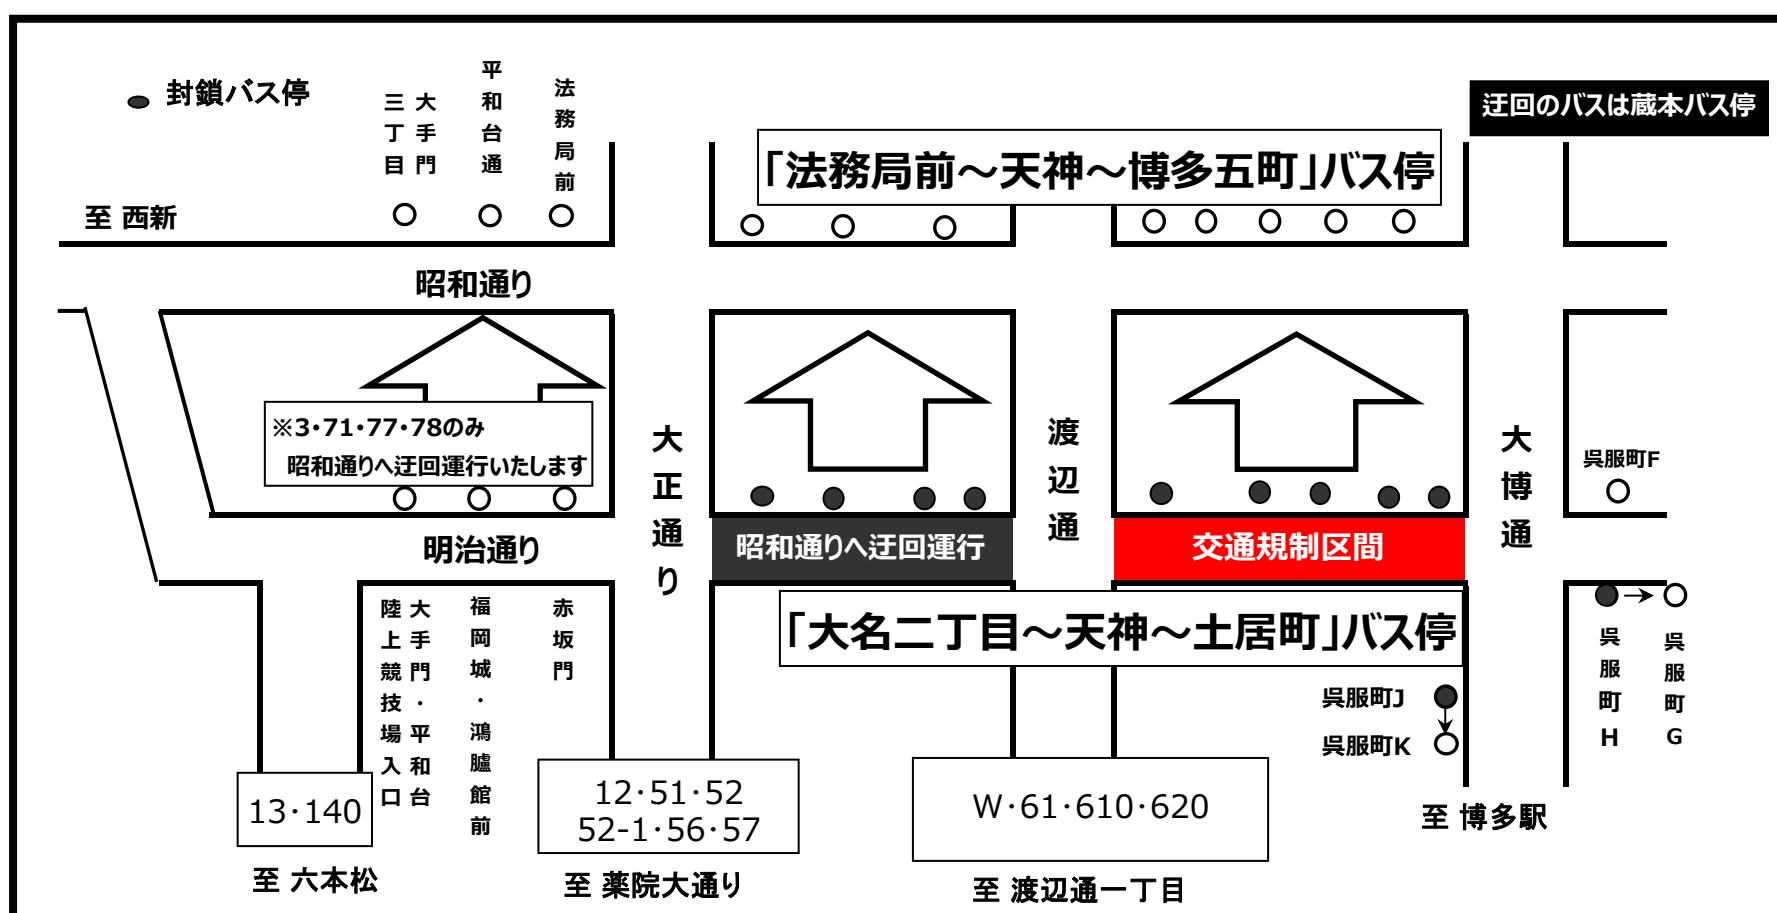 封鎖バス停
大手門
三丁目
平和台通
法務局前
迂回のバスは蔵本バス停
「法務局前～天神～博多五町」バス停
至 西新
昭和通り
※3・71・77・78のみ
昭和通りへ迂回運行いたします
大正通り
渡辺通
大博通
呉服町F
明治通り
昭和通りへ迂回運行
交通規制区間
「大名二丁目～天神～土居町」バス停
大手門・平和台
陸上競技場入口
福岡城・鴻臚館前
赤坂門
呉服町J
呉服町K
呉服町H
呉服町G
13・140
12・51・52
52-1・56・57
W・61・610・620
至 博多駅
至 六本松
至 薬院大通り
至 渡辺通一丁目